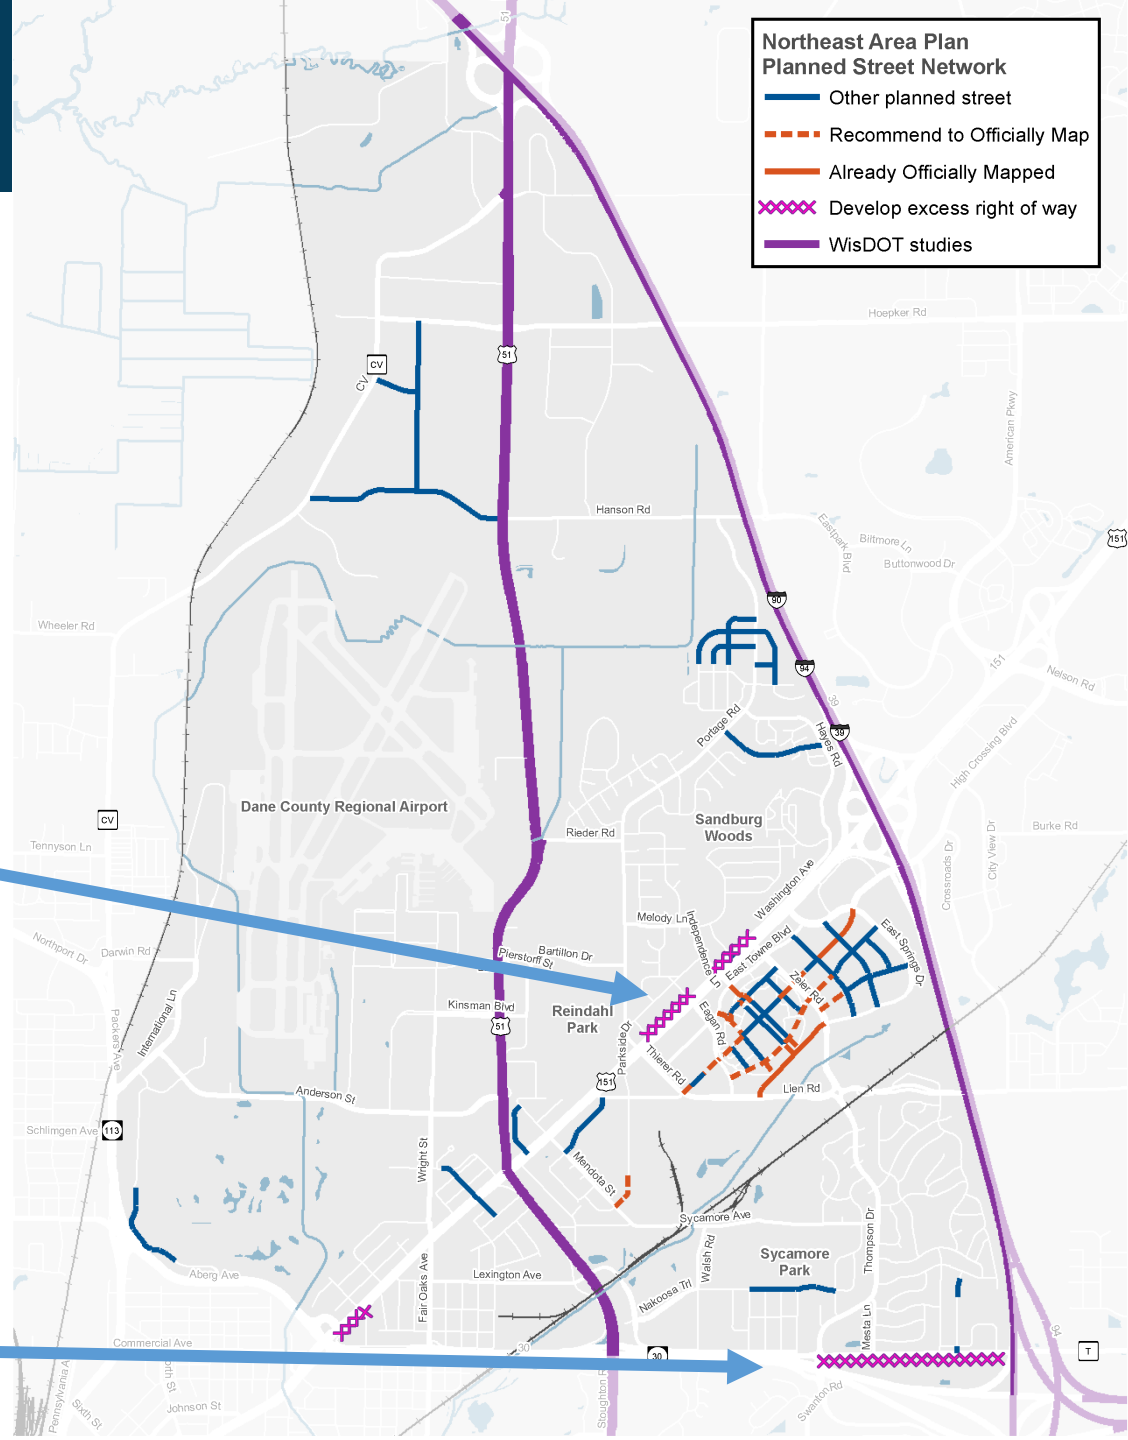 51
Northeast Area Plan
Planned Street Network
Other planned street
Recommend to Officially Map
Already Officially Mapped
Develop excess right of way
WisDOT studies
Hoepker Rd
51
CV
CV
American Pkwy
Hanson Rd
Eastpark Blvd
Biltmore Ln
Buttonwood Dr
151
90
Wheeler Rd
151
Nelson Rd
94
39
39
Portage Rd
Hayes Rd
High Crossing Blvd
Dane County Regional Airport
CV
Sandburg
Woods
Rieder Rd
Burke Rd
Tennyson Ln
Crossroads Dr
City View Dr
Washington Ave
Melody Ln
Independence Ln
East Towne Blvd
East Springs Dr
Northport Dr
Darwin Rd
Bartillon Dr
Pierstorff St
Zeier Rd
International Ln
Kinsman Blvd
51
Reindahl
Park
Eagan Rd
Parkside Dr
Packers Ave
Thierer Rd
151
Lien Rd
Anderson St
Schlimgen Ave
113
Wright St
Mendota St
Sycamore Ave
Thompson Dr
Walsh Rd
Sycamore
Park
Aberg Ave
Lexington Ave
Fair Oaks Ave
Nakoosa Trl
Mesta Ln
Commercial Ave
30
30
94
T
Swanton Rd
Johnson St
Sixth St